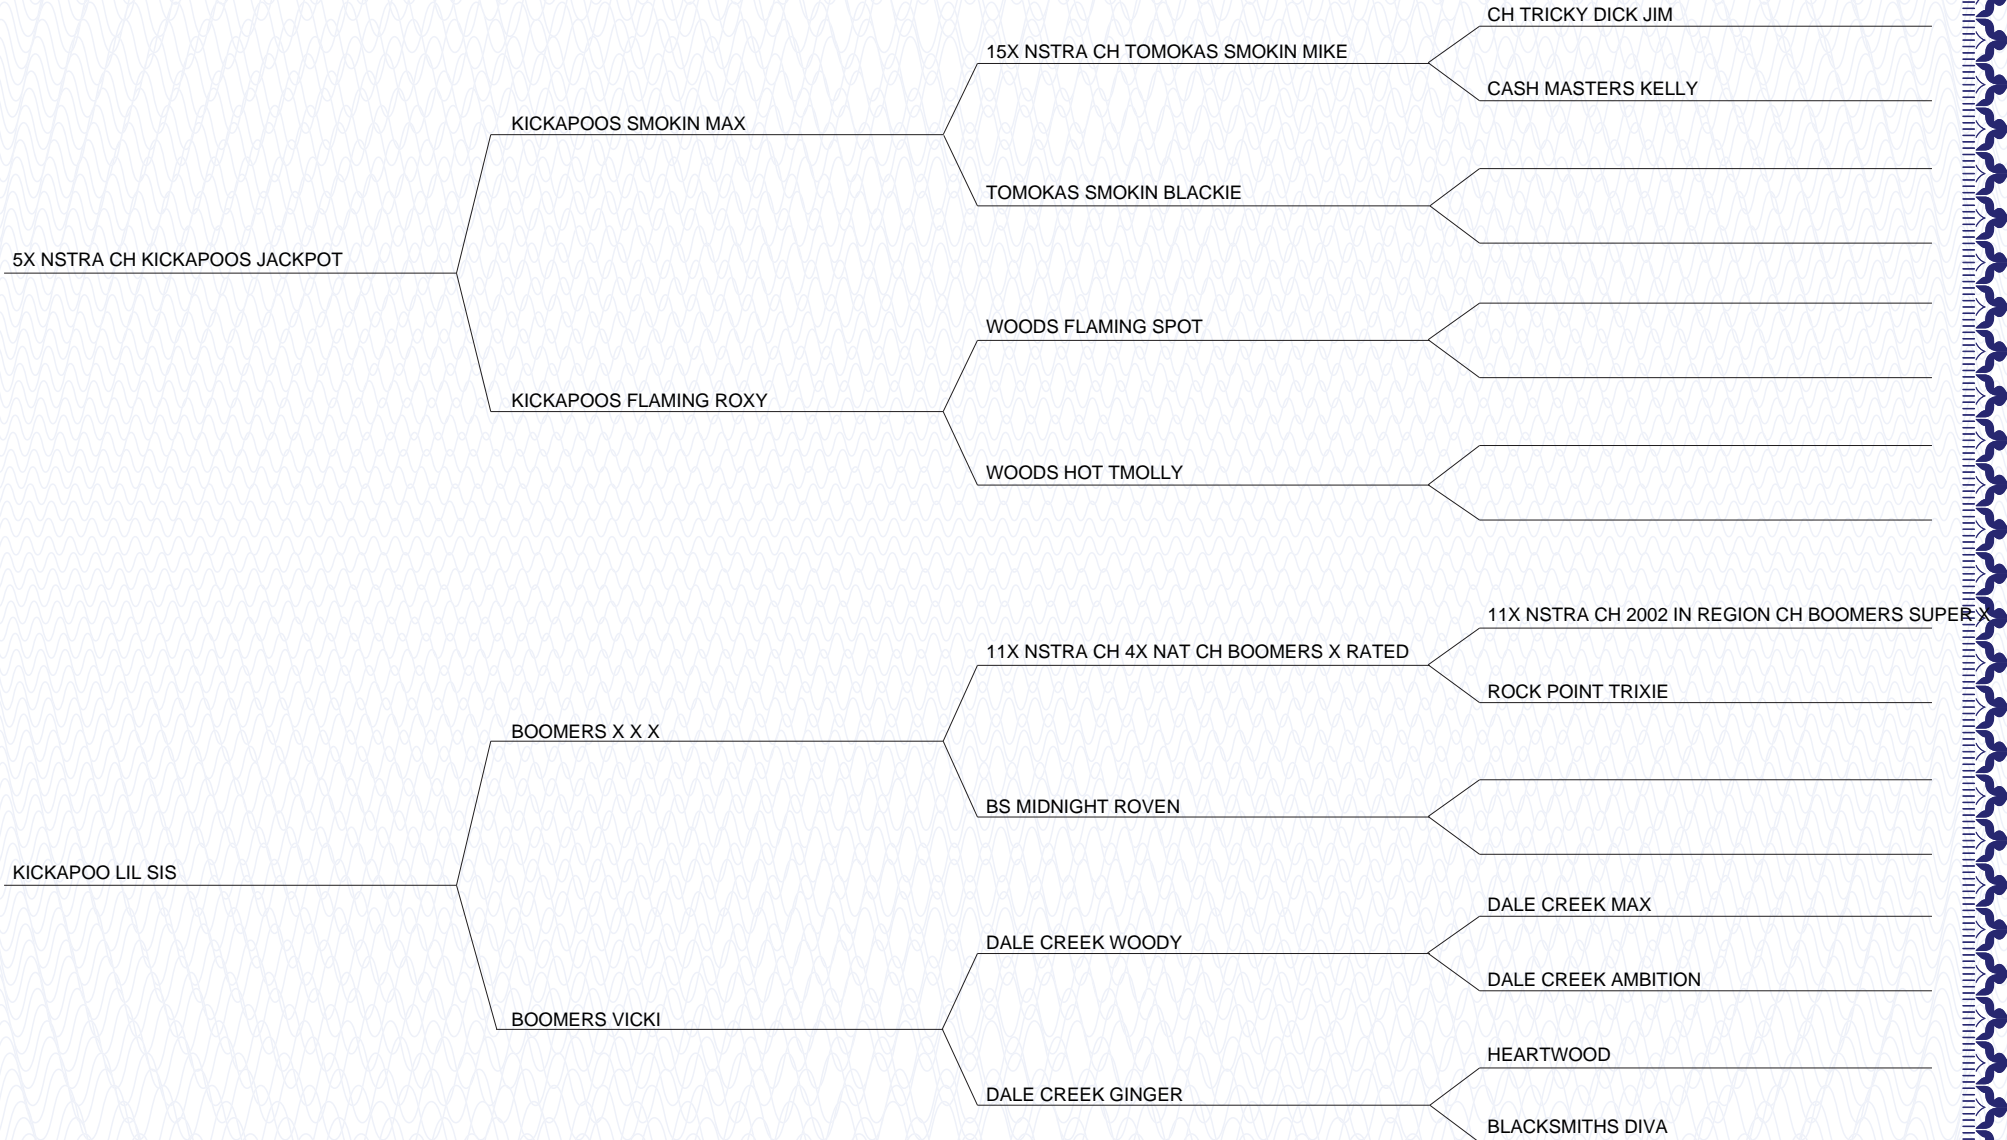 CH TRICKY DICK JIM
15X NSTRA CH TOMOKAS SMOKIN MIKE
CASH MASTERS KELLY
KICKAPOOS SMOKIN MAX
TOMOKAS SMOKIN BLACKIE
5X NSTRA CH KICKAPOOS JACKPOT
WOODS FLAMING SPOT
KICKAPOOS FLAMING ROXY
WOODS HOT TMOLLY
11X NSTRA CH 2002 IN REGION CH BOOMERS SUPER X
11X NSTRA CH 4X NAT CH BOOMERS X RATED
ROCK POINT TRIXIE
BOOMERS X X X
BS MIDNIGHT ROVEN
KICKAPOO LIL SIS
DALE CREEK MAX
DALE CREEK WOODY
DALE CREEK AMBITION
BOOMERS VICKI
HEARTWOOD
DALE CREEK GINGER
BLACKSMITHS DIVA